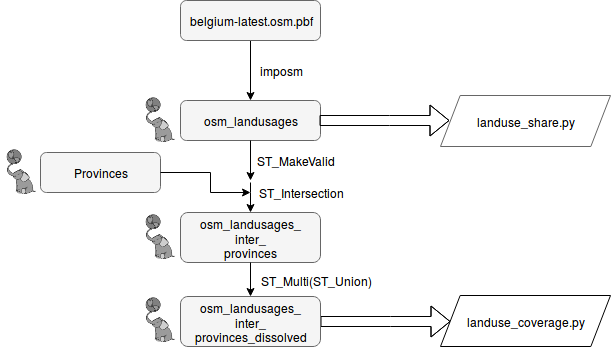 belgium-latest.osm.pbf
imposm
osm_landusages
landuse_share.py
ST_MakeValid
Provinces
ST_Intersection
osm_landusages_
inter_
provinces
ST_Multi(ST_Union)
osm_landusages_
inter_
provinces_dissolved
landuse_coverage.py